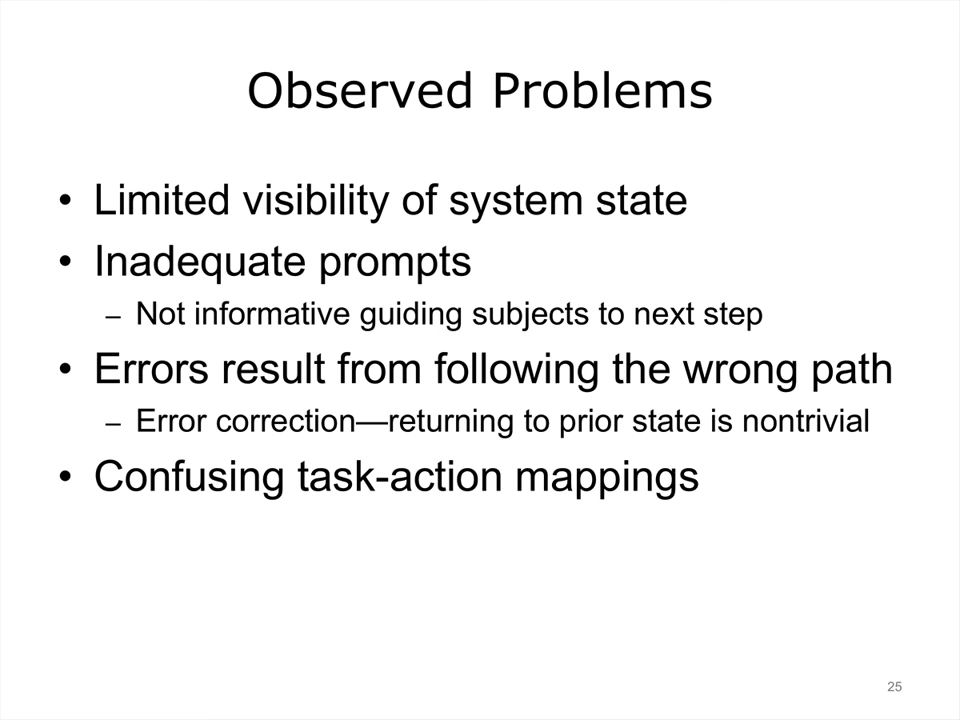 Observed Problems
• Limited visibility of system state
• Inadequate prompts
– Not informative guiding subjects to next step
• Errors result from following the wrong path
– Error correction—returning to prior state is nontrivial
• Confusing task-action mappings
25